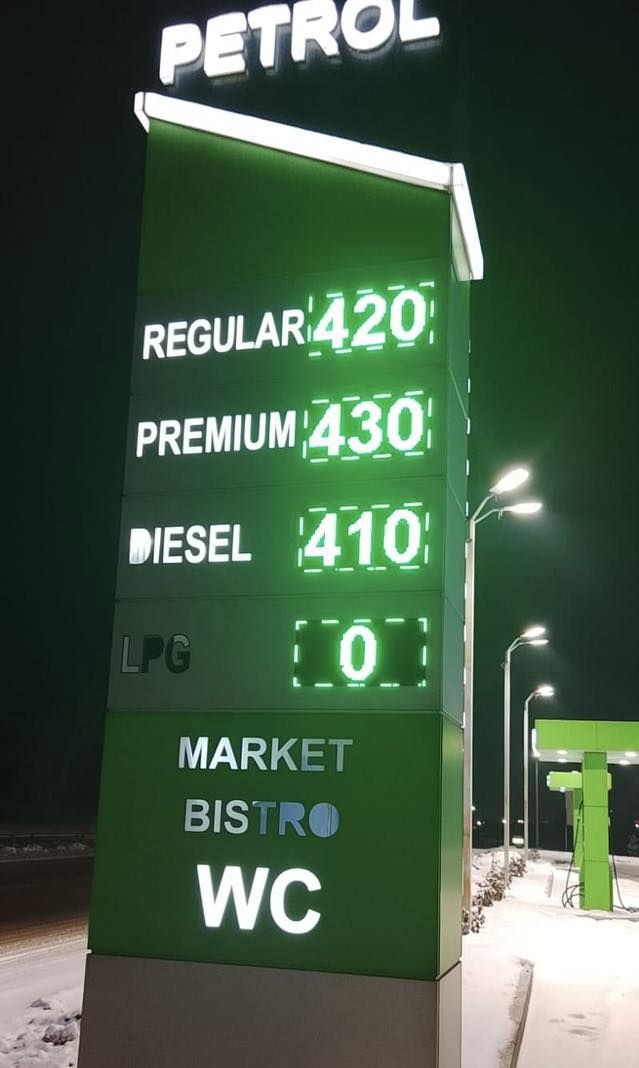 PETROL
REGULAR 420
PREMIUM 430
DIESEL 410
LPG 0
MARKET
BISTRO
WC